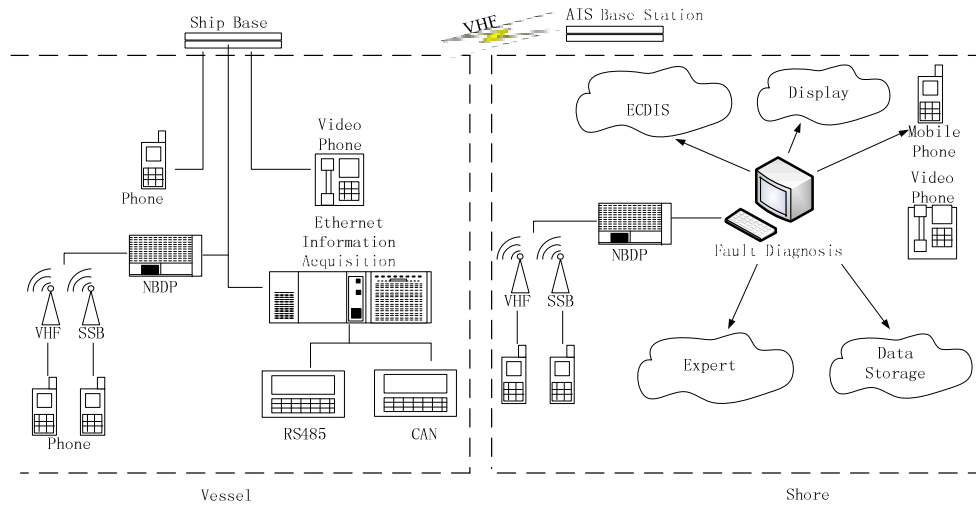 Ship Base
VHF
AIS Base Station
Phone
Video
Phone
Ethernet
Information
Acquisition
NBDP
VHF
SSB
Phone
RS485
CAN
Vessel
ECDIS
Display
Mobile
Phone
Video
Phone
NBDP
Fault Diagnosis
VHF
SSB
Expert
Data
Storage
Shore